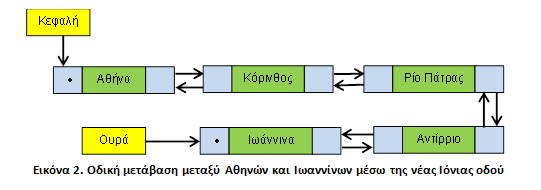 Κεφαλή
Αθήνα
Κόρινθος
Ρίο Πάτρας
Ουρά
Ιωάννινα
Αντίρριο
Εικόνα 2. Οδική μετάβαση μεταξύ Αθηνών και Ιωαννίνων μέσω της νέας Ιόνιας οδού